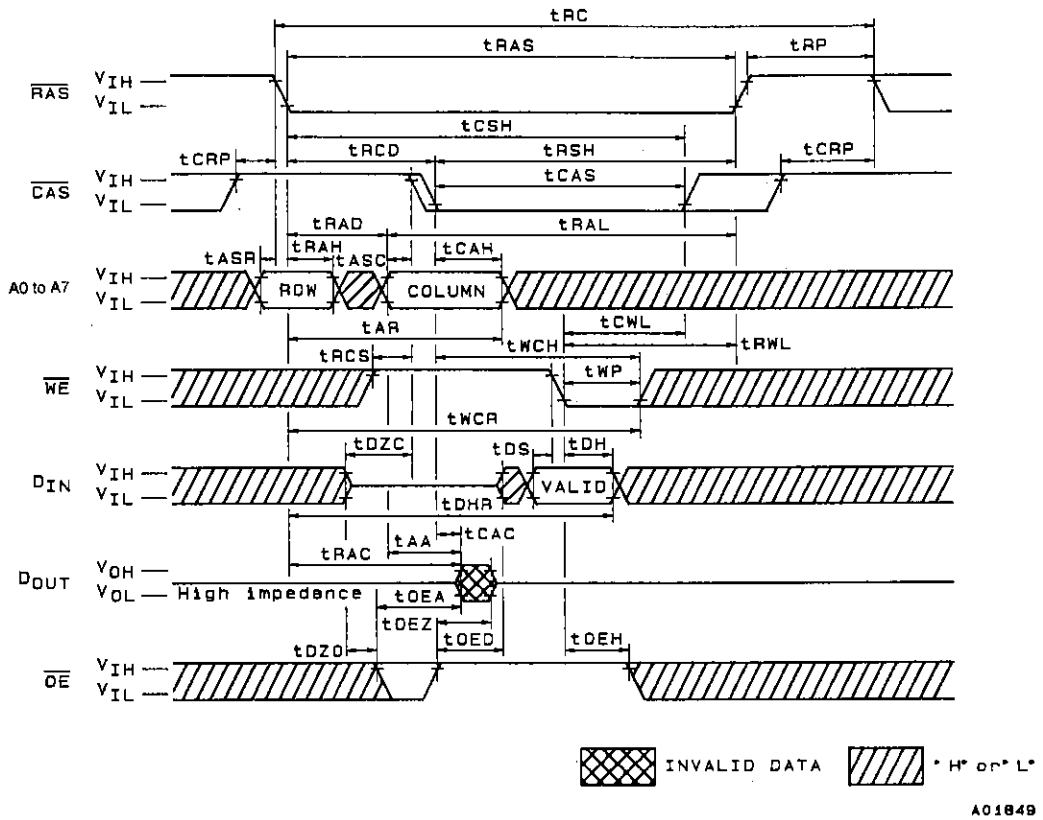 tRC
tRAS
tRP
RAS
VIH
VIL
tCSH
tCRP
tRCD
tRSH
tCRP
CAS
VIH
VIL
tCAS
tRAD
tRAL
tASR
tRAH
tASC
tCAH
A0 to A7
VIH
VIL
ROW
COLUMN
tAR
tCWL
tRCS
tWCH
tRWL
WE
VIH
VIL
tWP
tWCR
tDZC
tDS
tDH
DIN
VIH
VIL
VALID
tDHR
tCAC
tAA
tRAC
DOUT
VOH
VOL
High impedance
tOEA
tOEZ
tOED
tOEH
tDZO
OE
VIH
VIL
INVALID DATA
"H" or "L"
A01849